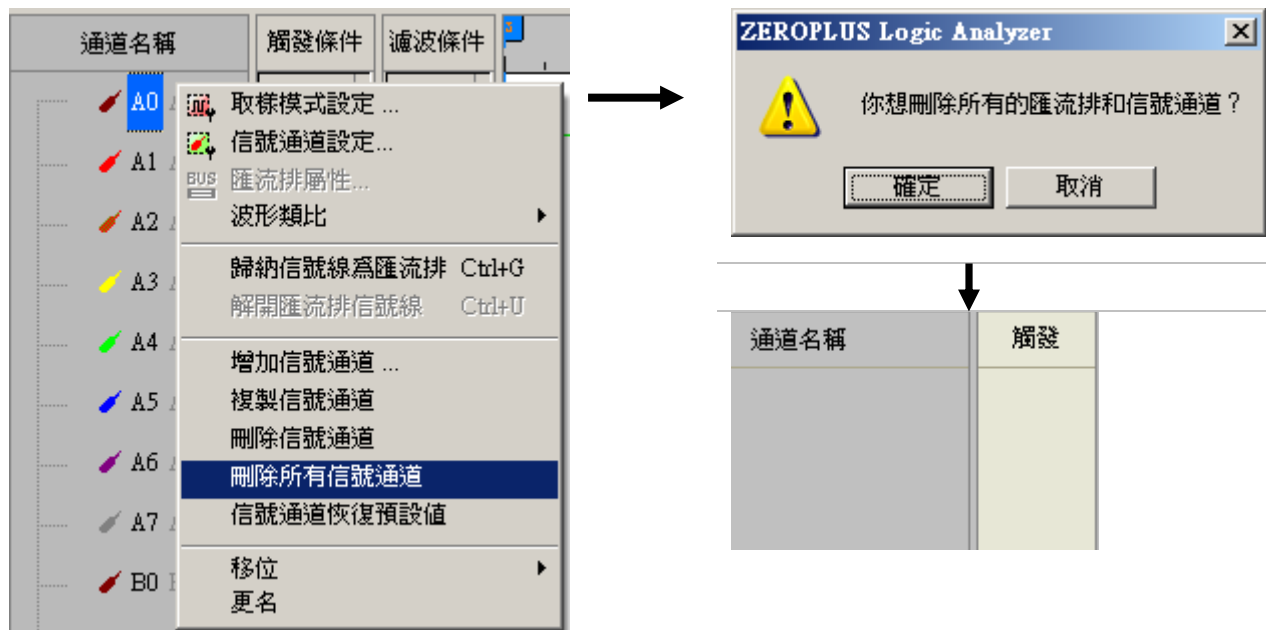 通道名稱 觸發條件 濾波條件
A0
A1
A2
A3
A4
A5
A6
A7
B0
取樣模式設定 ...
信號通道設定...
BUS 匯流排屬性...
波形類比
歸納信號線爲匯流排 Ctrl+G
解開匯流排信號線 Ctrl+U
增加信號通道 ...
複製信號通道
刪除信號通道
刪除所有信號通道
信號通道恢復預設值
移位
更名
ZEROPLUS Logic Analyzer
你想刪除所有的匯流排和信號通道？
確定 取消
通道名稱 觸發